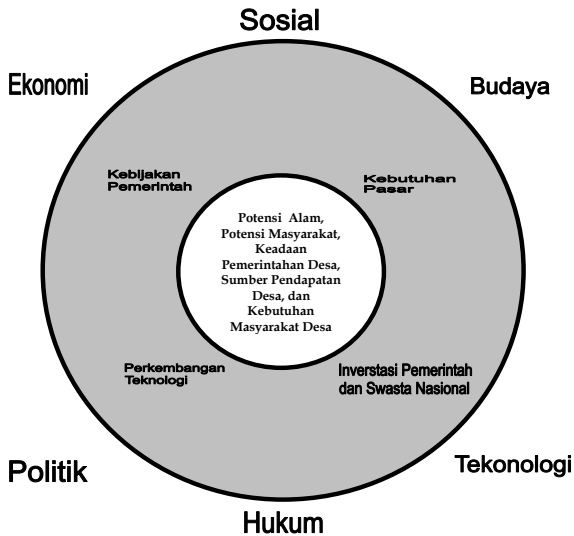 Sosial
Ekonomi
Budaya
Kebijakan
Pemerintah
Kebutuhan
Pasar
Potensi Alam,
Potensi Masyarakat,
Keadaan
Pemerintahan Desa,
Sumber Pendapatan
Desa, dan
Kebutuhan
Masyarakat Desa
Perkembangan
Teknologi
Inverstasi Pemerintah
dan Swasta Nasional
Politik
Tekonologi
Hukum